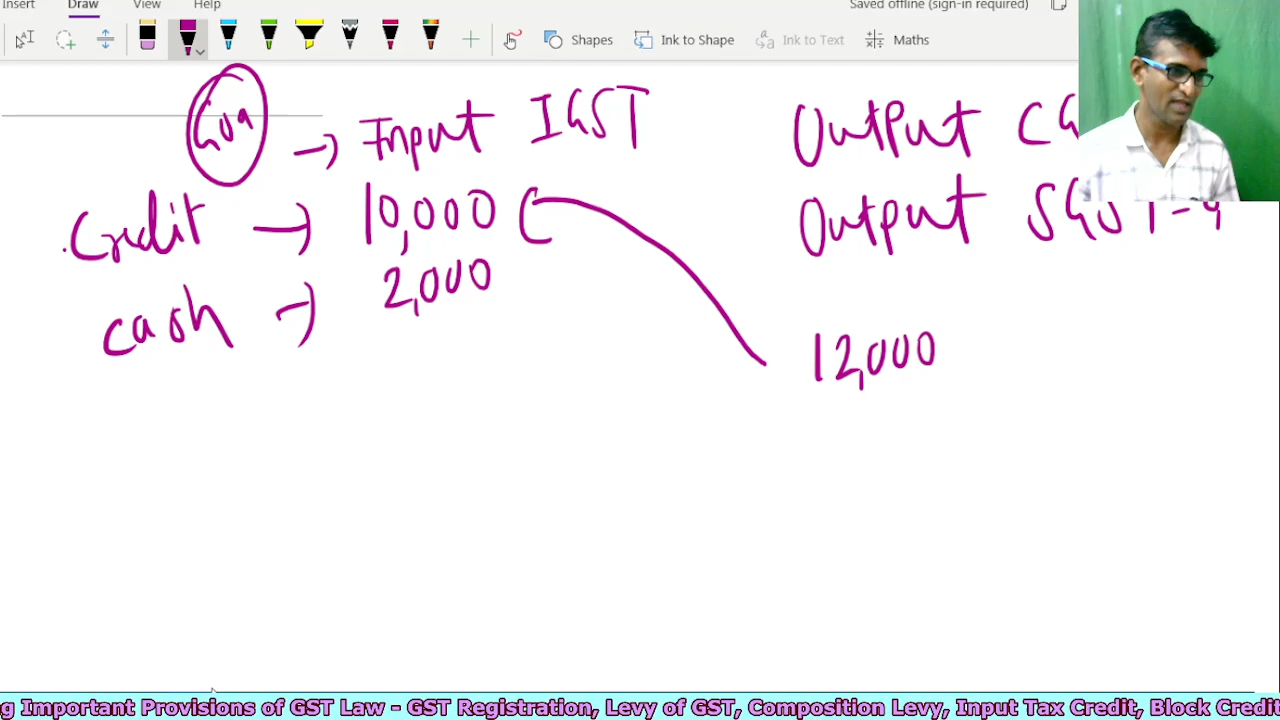 Insert Draw View Help Saved offline (sign-in required)
Shapes Ink to Shape Ink to Text Maths
Goa → Input IGST Output
Credit → 10,000 Output SGST-
Cash → 2,000
12,000
Important Provisions of GST Law - GST Registration, Levy of GST, Composition Levy, Input Tax Credit, Block Credit